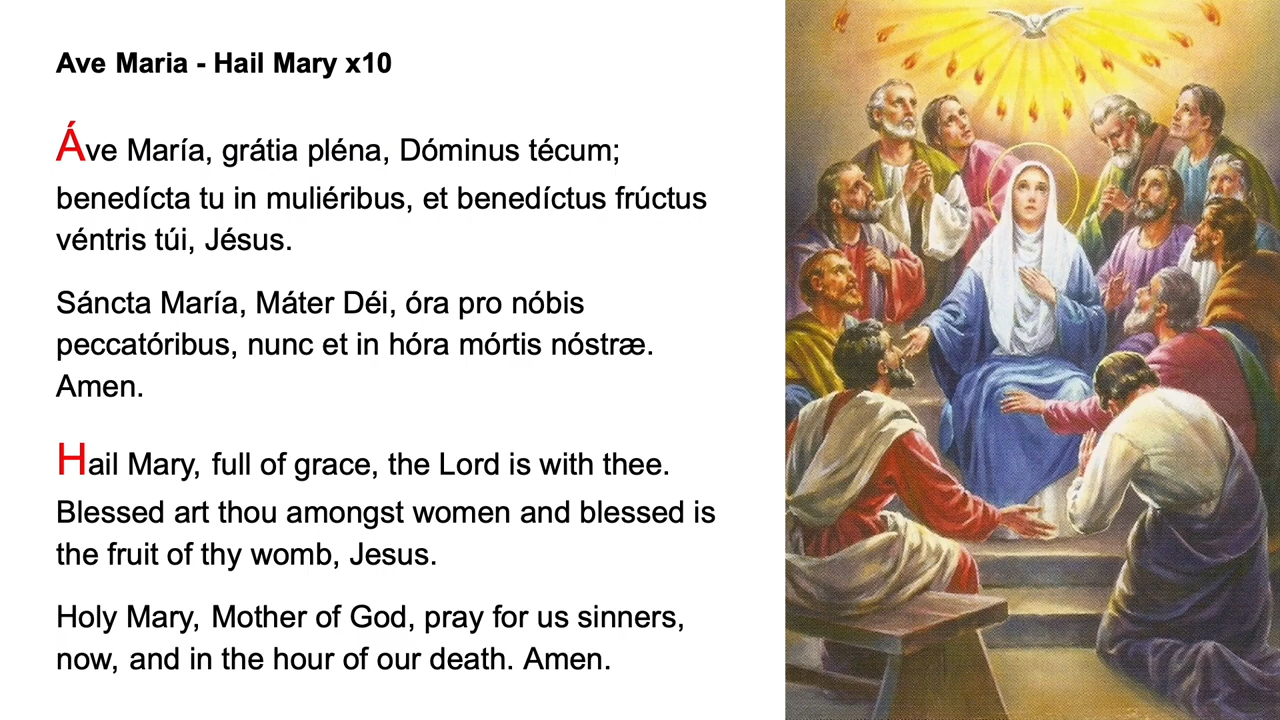 Ave Maria - Hail Mary x10
Áve María, grátia pléna, Dóminus técum;
benedícta tu in muliéribus, et benedíctus frúctus
véntris túi, Jésus.
Sáncta María, Máter Déi, óra pro nóbis
peccatóribus, nunc et in hóra mórtis nóstræ.
Amen.
Hail Mary, full of grace, the Lord is with thee.
Blessed art thou amongst women and blessed is
the fruit of thy womb, Jesus.
Holy Mary, Mother of God, pray for us sinners,
now, and in the hour of our death. Amen.